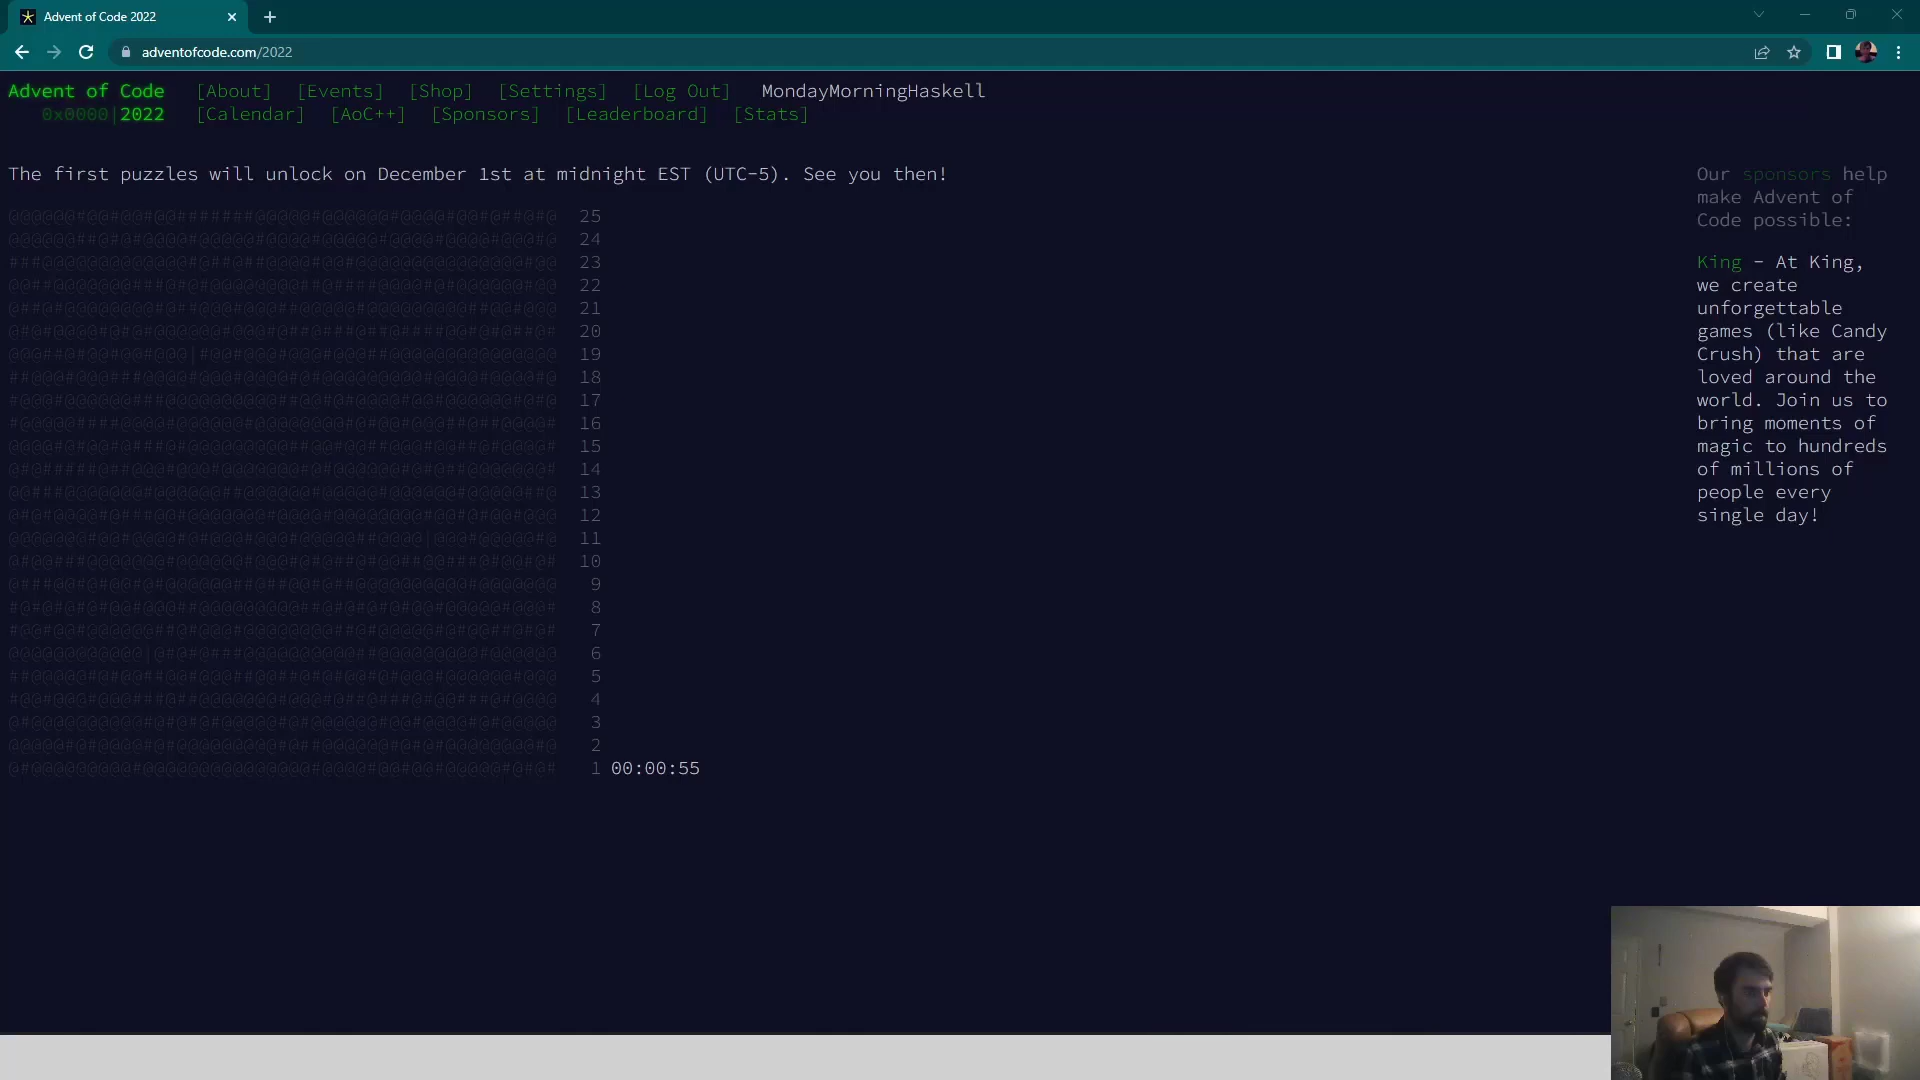 Advent of Code 2022
adventofcode.com/2022
Advent of Code [About] [Events] [Shop] [Settings] [Log Out] MondayMorningHaskell
0x0000|2022 [Calendar] [AoC++] [Sponsors] [Leaderboard] [Stats]
The first puzzles will unlock on December 1st at midnight EST (UTC-5). See you then!
25
24
23
22
21
20
19
18
17
16
15
14
13
12
11
10
9
8
7
6
5
4
3
2
1 00:00:55
Our sponsors help
make Advent of
Code possible:
King - At King,
we create
unforgettable
games (like Candy
Crush) that are
loved around the
world. Join us to
bring moments of
magic to hundreds
of millions of
people every
single day!